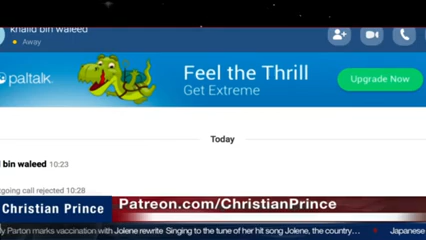 khalid bin waleed
Away
paltalk
Feel the Thrill
Get Extreme
Upgrade Now
Today
bin waleed 10:23
going call rejected 10:28
Christian Prince
Patreon.com/ChristianPrince
Parton marks vaccination with Jolene rewrite Singing to the tune of her hit song Jolene, the country... Japanese